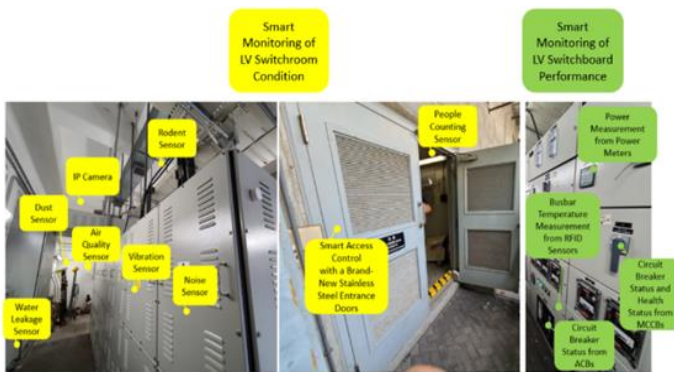 Smart
Monitoring of
LV Switchroom
Condition
Smart
Monitoring of
LV Switchboard
Performance
Rodent
Sensor
IP Camera
Dust
Sensor
Air
Quality
Sensor
Vibration
Sensor
Noise
Sensor
Water
Leakage
Sensor
People
Counting
Sensor
Smart Access
Control
with a Brand-
New Stainless
Steel Entrance
Doors
Power
Measurement
from Power
Meters
Busbar
Temperature
Measurement
from RFID
Sensors
Circuit
Breaker
Status and
Health
Status from
MCCBs
Circuit
Breaker
Status from
ACBs